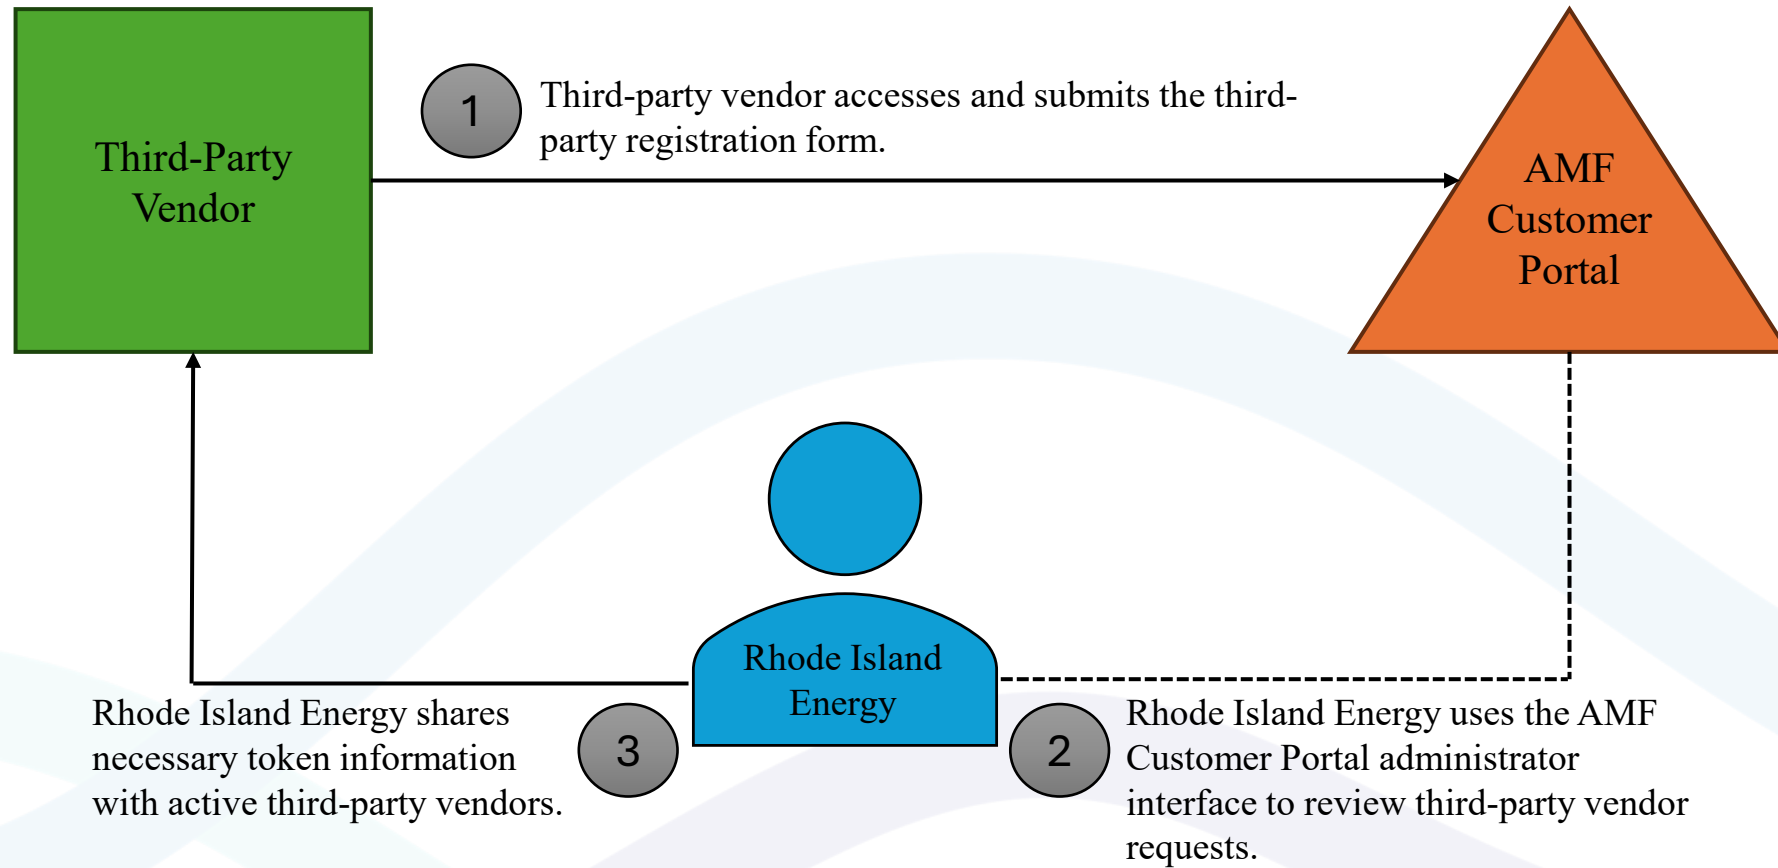 Third-Party
Vendor
1
Third-party vendor accesses and submits the third-
party registration form.
AMF
Customer
Portal
Rhode Island
Energy
2
Rhode Island Energy uses the AMF
Customer Portal administrator
interface to review third-party vendor
requests.
3
Rhode Island Energy shares
necessary token information
with active third-party vendors.